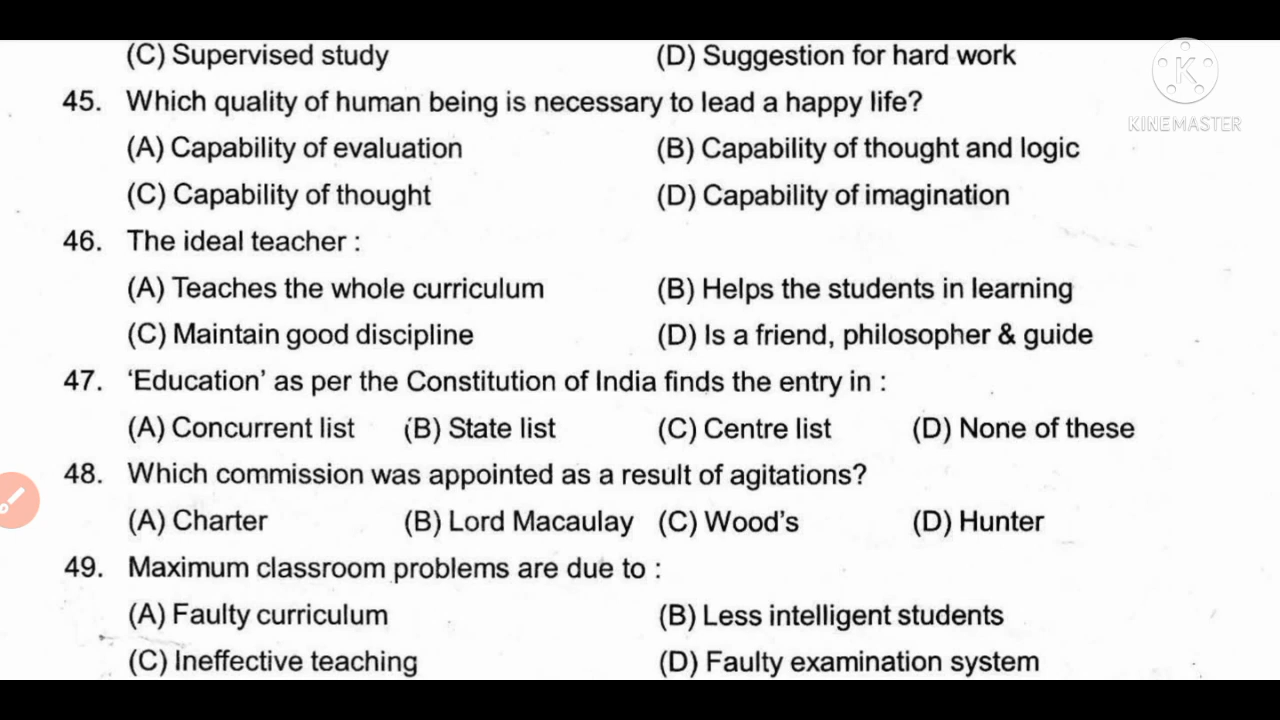 (C) Supervised study (D) Suggestion for hard work
K
KINEMASTER
45. Which quality of human being is necessary to lead a happy life?
(A) Capability of evaluation (B) Capability of thought and logic
(C) Capability of thought (D) Capability of imagination
46. The ideal teacher :
(A) Teaches the whole curriculum (B) Helps the students in learning
(C) Maintain good discipline (D) Is a friend, philosopher & guide
47. ‘Education’ as per the Constitution of India finds the entry in :
(A) Concurrent list (B) State list (C) Centre list (D) None of these
48. Which commission was appointed as a result of agitations?
(A) Charter (B) Lord Macaulay (C) Wood's (D) Hunter
49. Maximum classroom problems are due to :
(A) Faulty curriculum (B) Less intelligent students
(C) Ineffective teaching (D) Faulty examination system